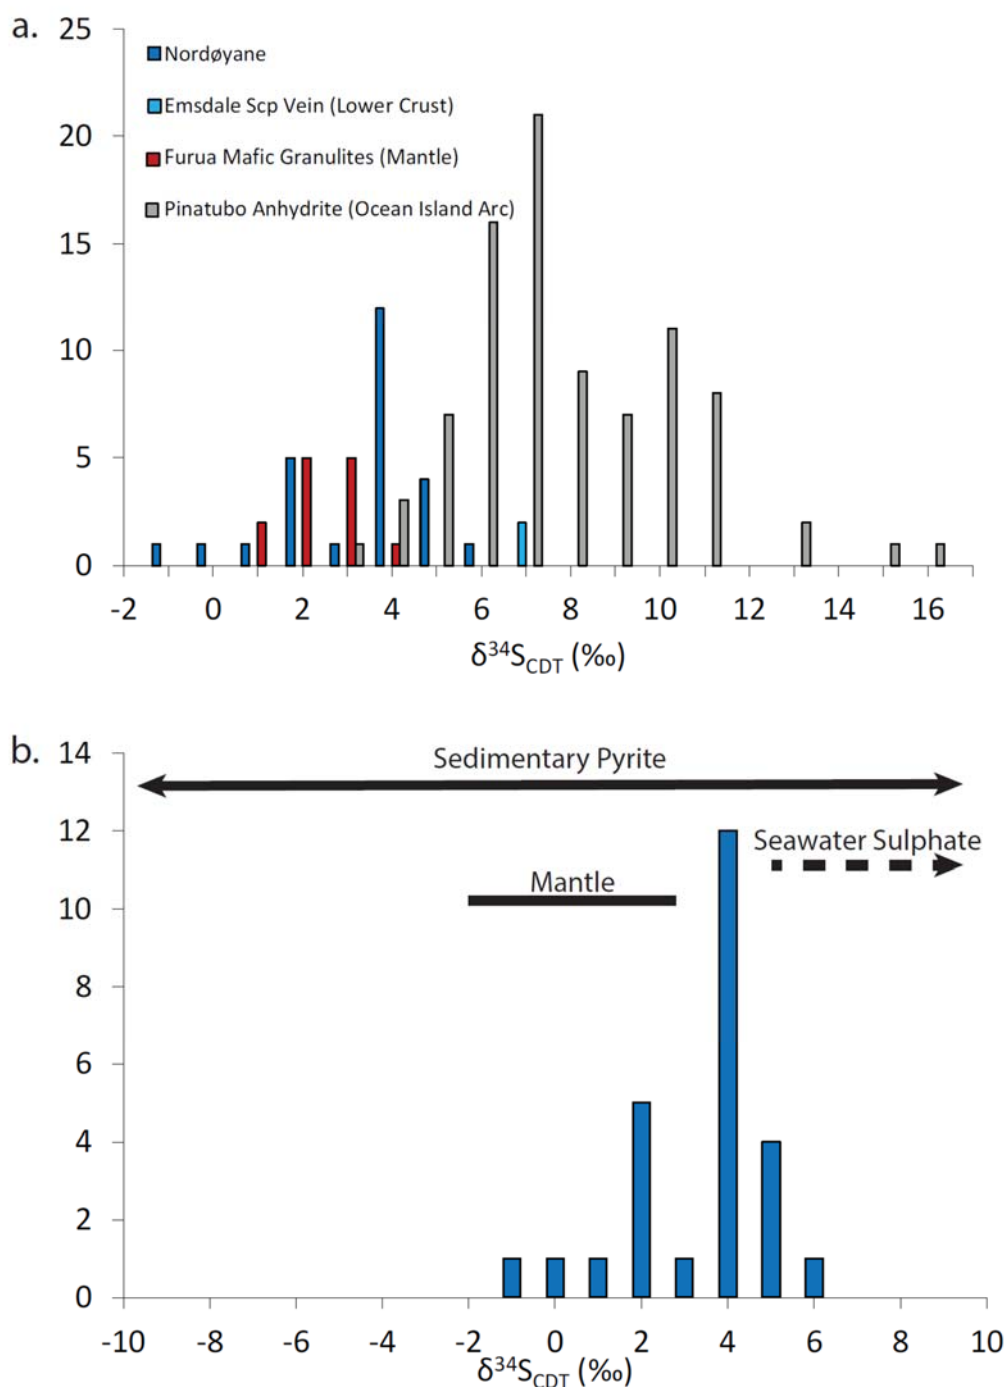 a.
25
20
15
10
5
0
Nordøyane
Emsdale Scp Vein (Lower Crust)
Furua Mafic Granulites (Mantle)
Pinatubo Anhydrite (Ocean Island Arc)
-2 0 2 4 6 8 10 12 14 16
δ³⁴S_CDT (‰)
b.
14
12
10
8
6
4
2
0
Sedimentary Pyrite
Seawater Sulphate
Mantle
-10 -8 -6 -4 -2 0 2 4 6 8 10
δ³⁴S_CDT (‰)